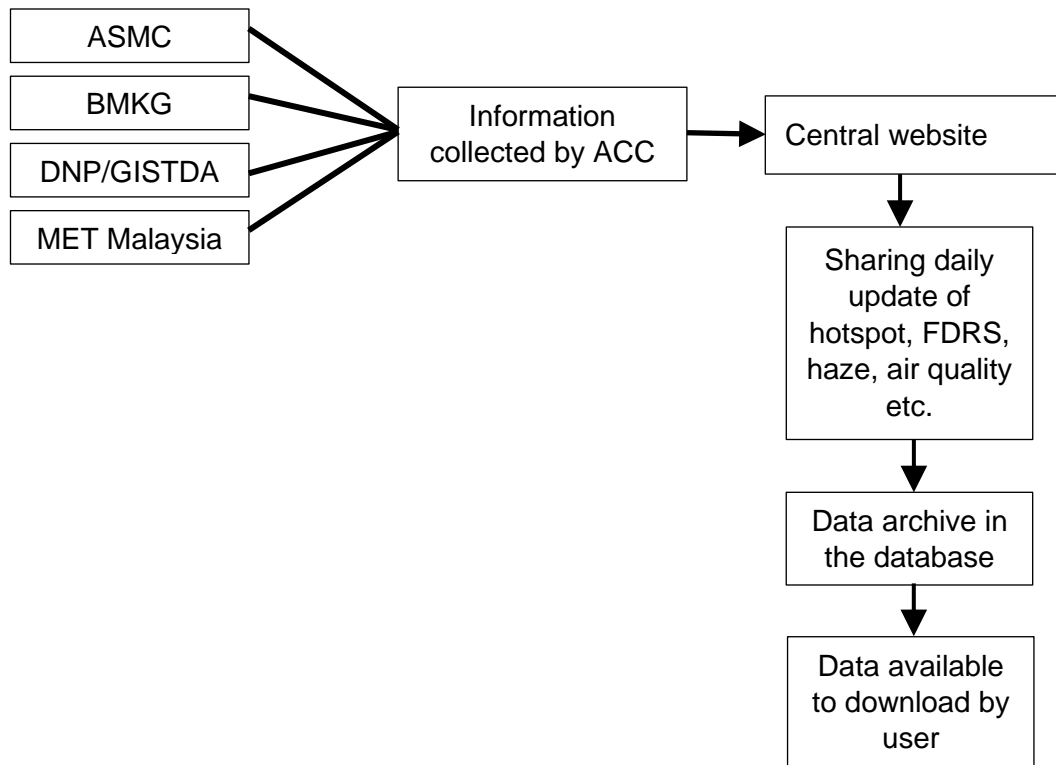 ASMC
BMKG
DNP/GISTDA
MET Malaysia
Information
collected by ACC
Central website
Sharing daily
update of
hotspot, FDRS,
haze, air quality
etc.
Data archive in
the database
Data available
to download by
user